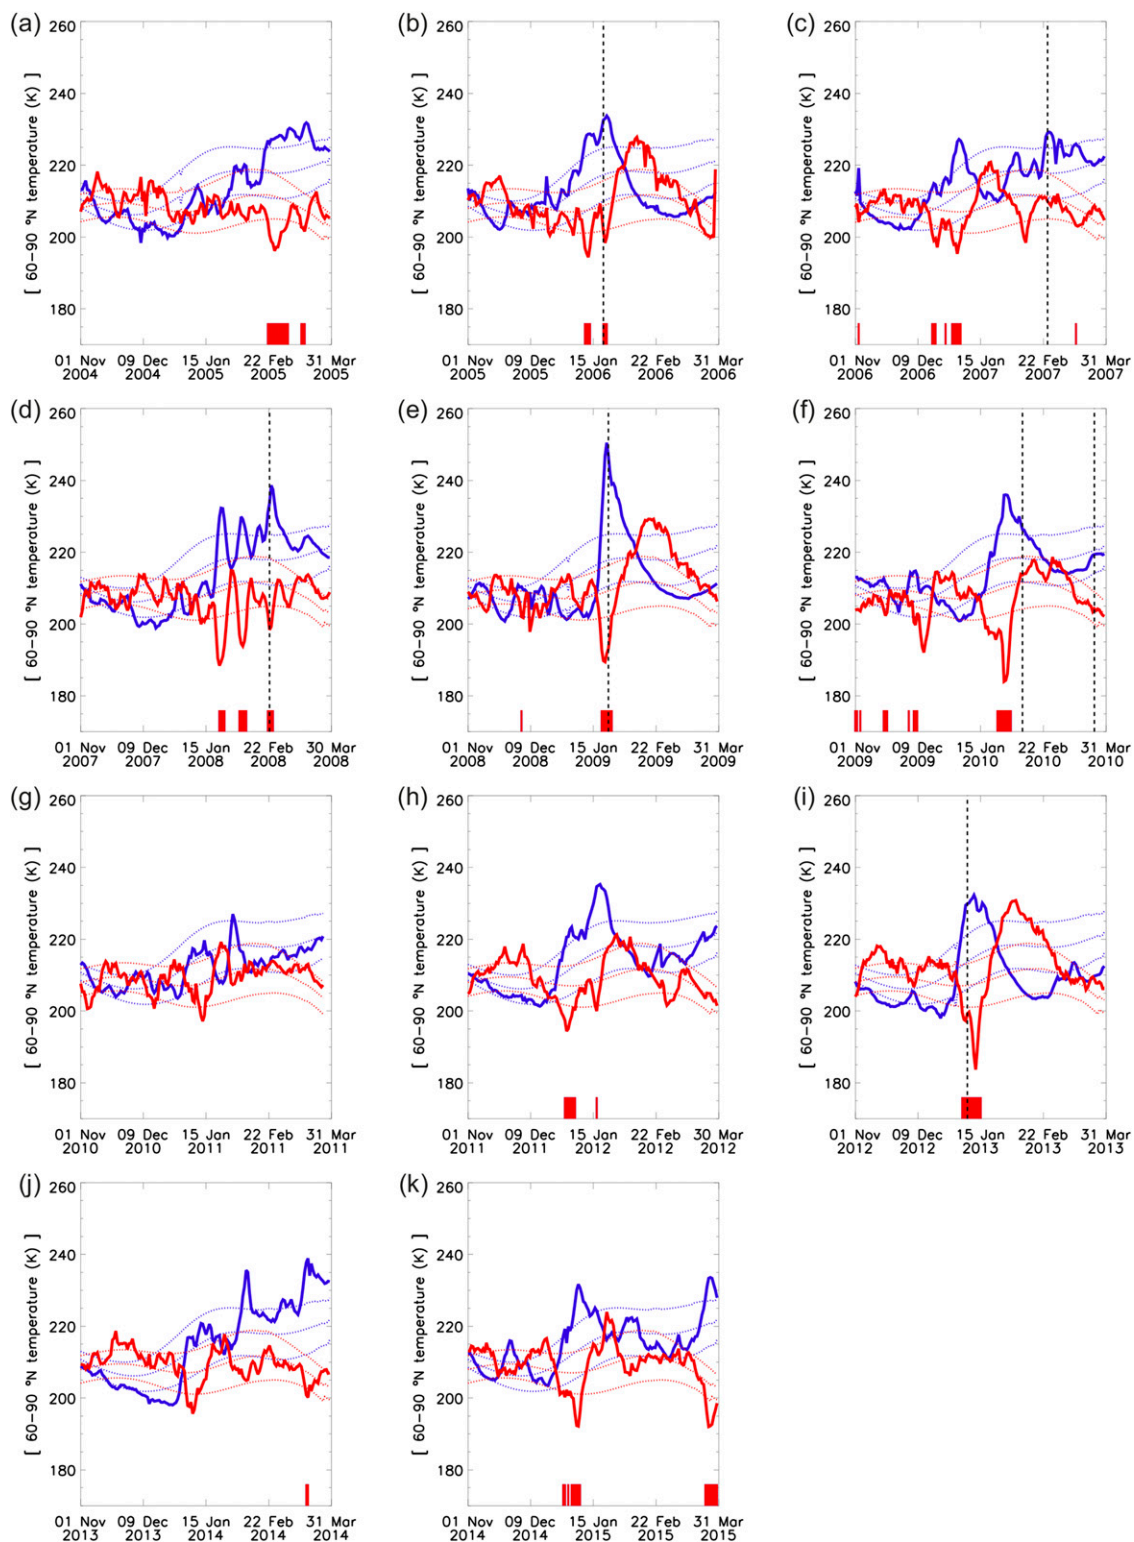 (a)
260
240
220
200
180
[ 60-90 °N temperature (K) ]
01 Nov 09 Dec 15 Jan 22 Feb 31 Mar
2004 2004 2005 2005 2005
(b)
260
240
220
200
180
[ 60-90 °N temperature (K) ]
01 Nov 09 Dec 15 Jan 22 Feb 31 Mar
2005 2005 2006 2006 2006
(c)
260
240
220
200
180
[ 60-90 °N temperature (K) ]
01 Nov 09 Dec 15 Jan 22 Feb 31 Mar
2006 2006 2007 2007 2007
(d)
260
240
220
200
180
[ 60-90 °N temperature (K) ]
01 Nov 09 Dec 15 Jan 22 Feb 30 Mar
2007 2007 2008 2008 2008
(e)
260
240
220
200
180
[ 60-90 °N temperature (K) ]
01 Nov 09 Dec 15 Jan 22 Feb 31 Mar
2008 2008 2009 2009 2009
(f)
260
240
220
200
180
[ 60-90 °N temperature (K) ]
01 Nov 09 Dec 15 Jan 22 Feb 31 Mar
2009 2009 2010 2010 2010
(g)
260
240
220
200
180
[ 60-90 °N temperature (K) ]
01 Nov 09 Dec 15 Jan 22 Feb 31 Mar
2010 2010 2011 2011 2011
(h)
260
240
220
200
180
[ 60-90 °N temperature (K) ]
01 Nov 09 Dec 15 Jan 22 Feb 30 Mar
2011 2011 2012 2012 2012
(i)
260
240
220
200
180
[ 60-90 °N temperature (K) ]
01 Nov 09 Dec 15 Jan 22 Feb 31 Mar
2012 2012 2013 2013 2013
(j)
260
240
220
200
180
[ 60-90 °N temperature (K) ]
01 Nov 09 Dec 15 Jan 22 Feb 31 Mar
2013 2013 2014 2014 2014
(k)
260
240
220
200
180
[ 60-90 °N temperature (K) ]
01 Nov 09 Dec 15 Jan 22 Feb 31 Mar
2014 2014 2015 2015 2015